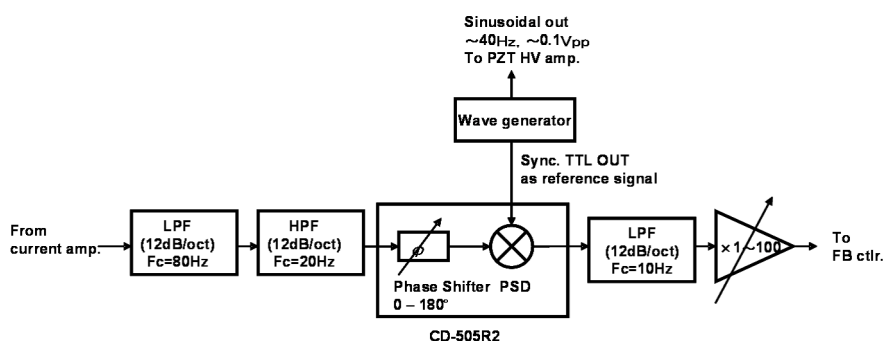 Sinusoidal out
～40Hz, ～0.1Vpp
To PZT HV amp.
Wave generator
Sync. TTL OUT
as reference signal
From
current amp.
LPF
(12dB/oct)
Fc=80Hz
HPF
(12dB/oct)
Fc=20Hz
φ
Phase Shifter
0 – 180°
PSD
CD-505R2
LPF
(12dB/oct)
Fc=10Hz
×1～100
To
FB ctlr.